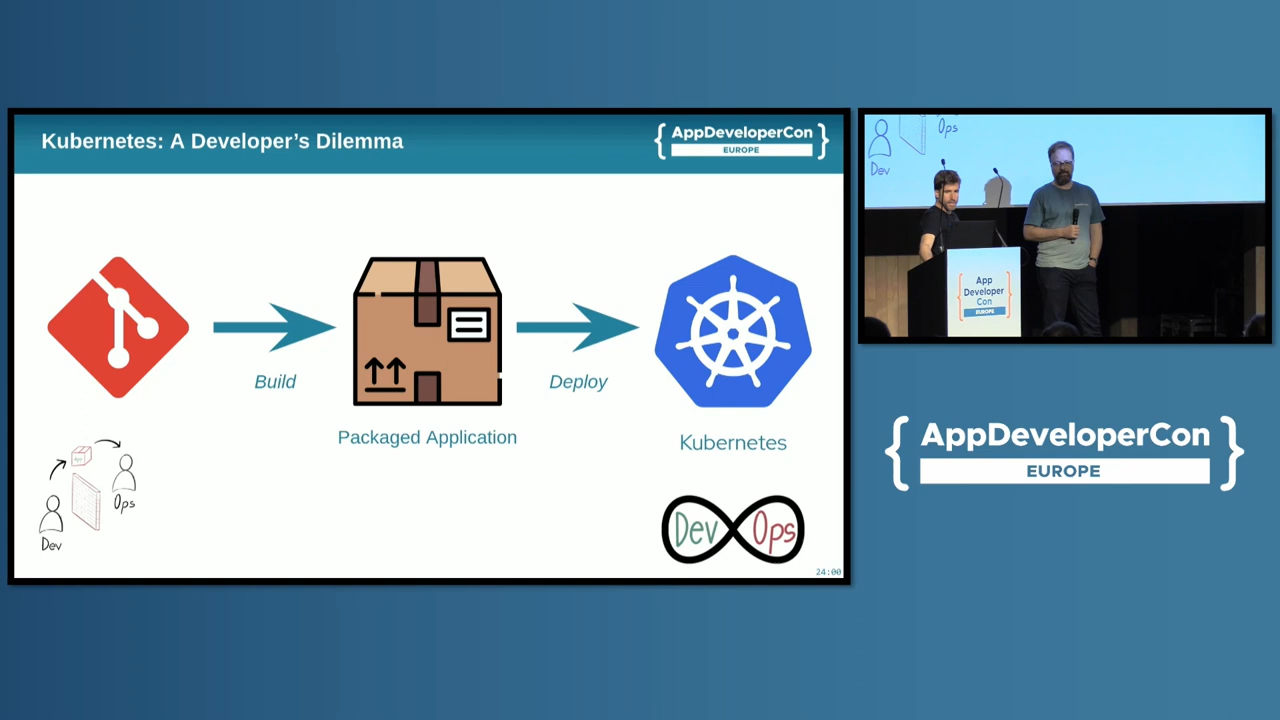 Kubernetes: A Developer's Dilemma
{ AppDeveloperCon }
EUROPE
Build
Deploy
Packaged Application
Kubernetes
App
Ops
Dev
Dev Ops
24:00
Ops
Dev
{ App
Developer
Con }
EUROPE
{ AppDeveloperCon }
EUROPE